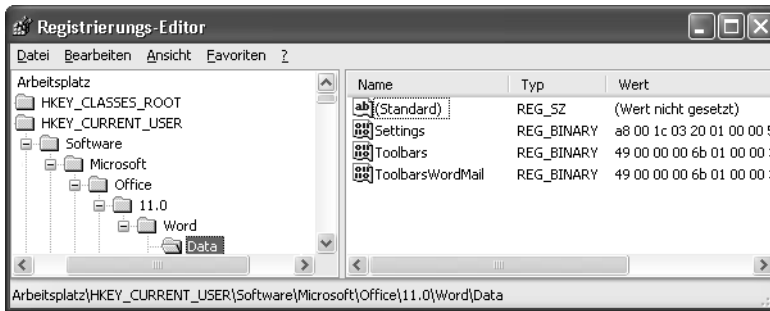 Registrierungs-Editor
Datei Bearbeiten Ansicht Favoriten ?
Arbeitsplatz
HKEY_CLASSES_ROOT
HKEY_CURRENT_USER
Software
Microsoft
Office
11.0
Word
Data
Name Typ Wert
(Standard) REG_SZ (Wert nicht gesetzt)
Settings REG_BINARY a8 00 1c 03 20 01 00 00
Toolbars REG_BINARY 49 00 00 00 6b 01 00 00
ToolbarsWordMail REG_BINARY 49 00 00 00 6b 01 00 00
Arbeitsplatz\HKEY_CURRENT_USER\Software\Microsoft\Office\11.0\Word\Data